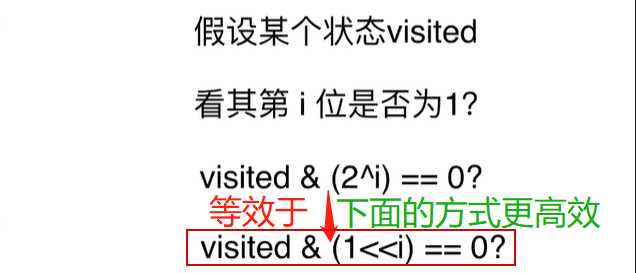 假设某个状态visited
看其第 i 位是否为1?
visited & (2^i) == 0?
等效于 下面的方式更高效
visited & (1<<i) == 0?